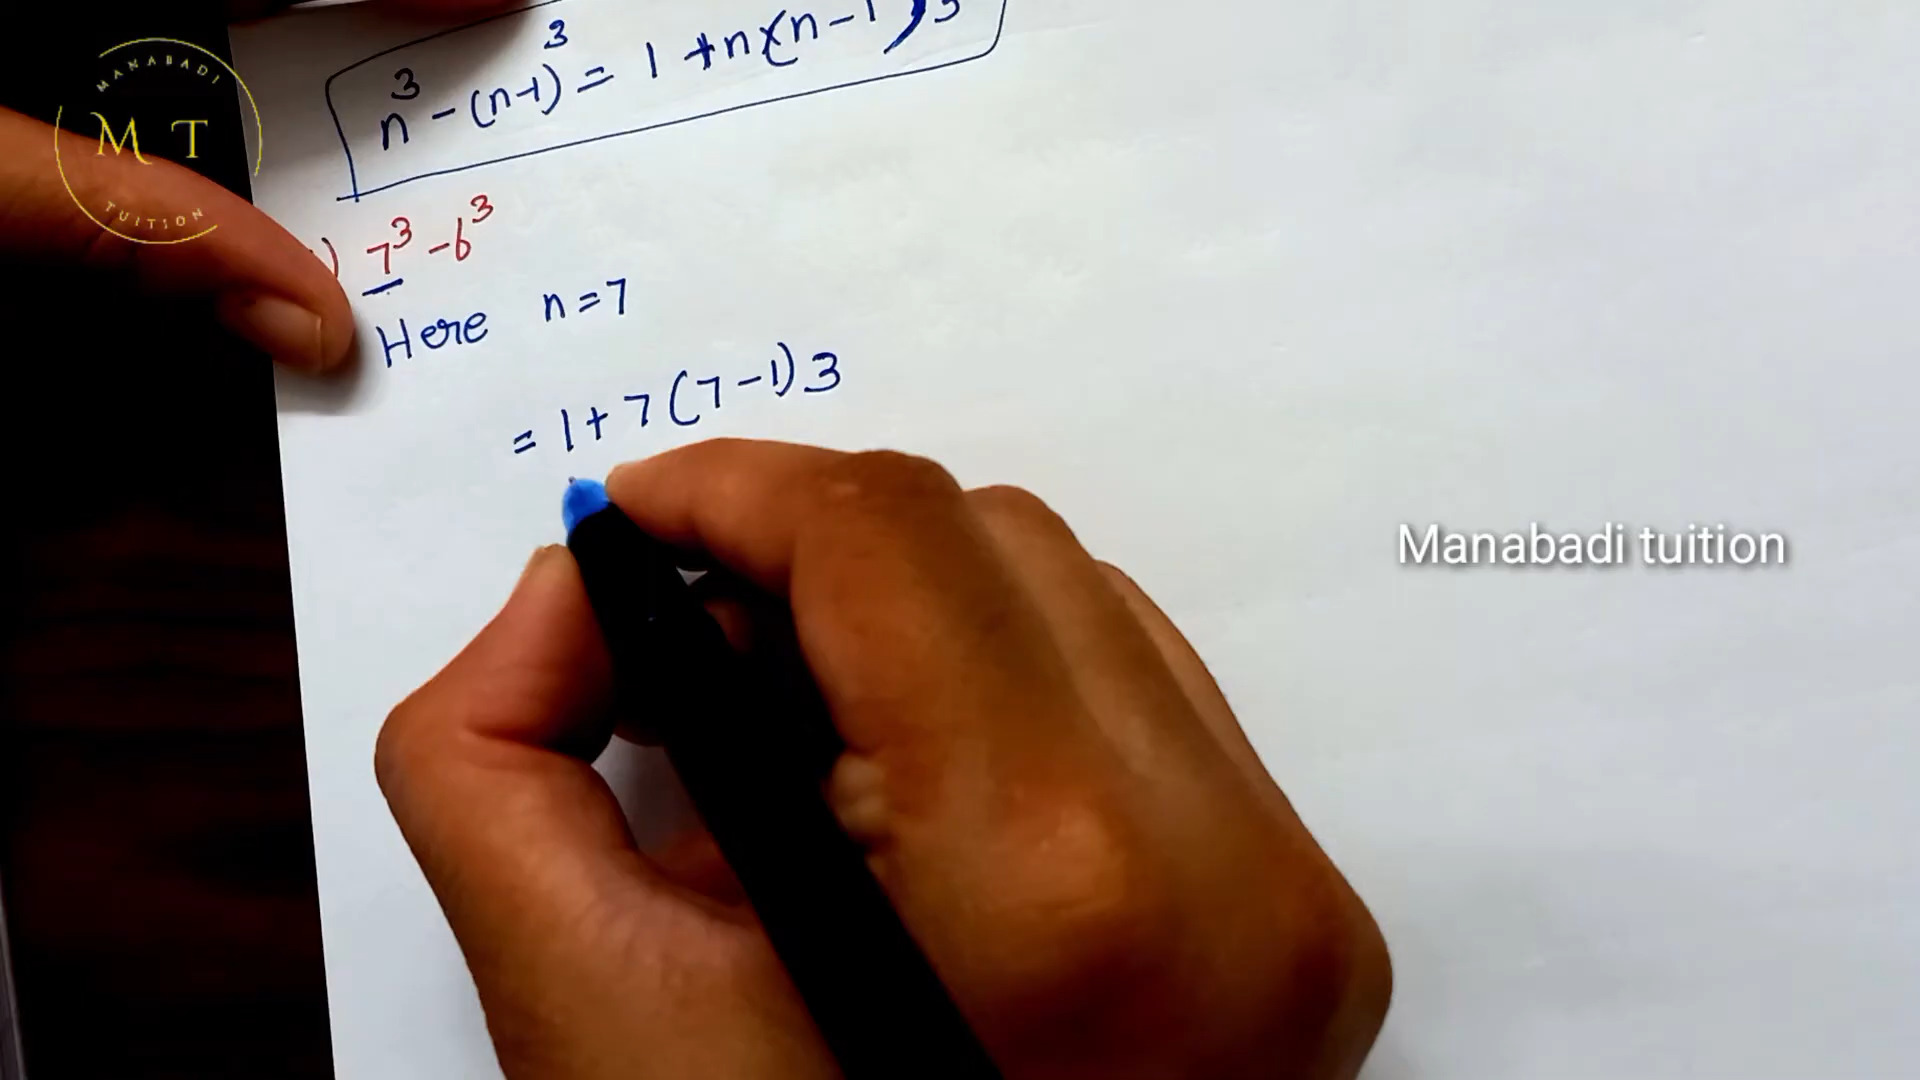 MANABADI
M T
TUITION
n³ - (n-1)³ = 1 + n×(n-1)×3
) 7³ - 6³
Here n = 7
= 1 + 7 (7-1) 3
Manabadi tuition